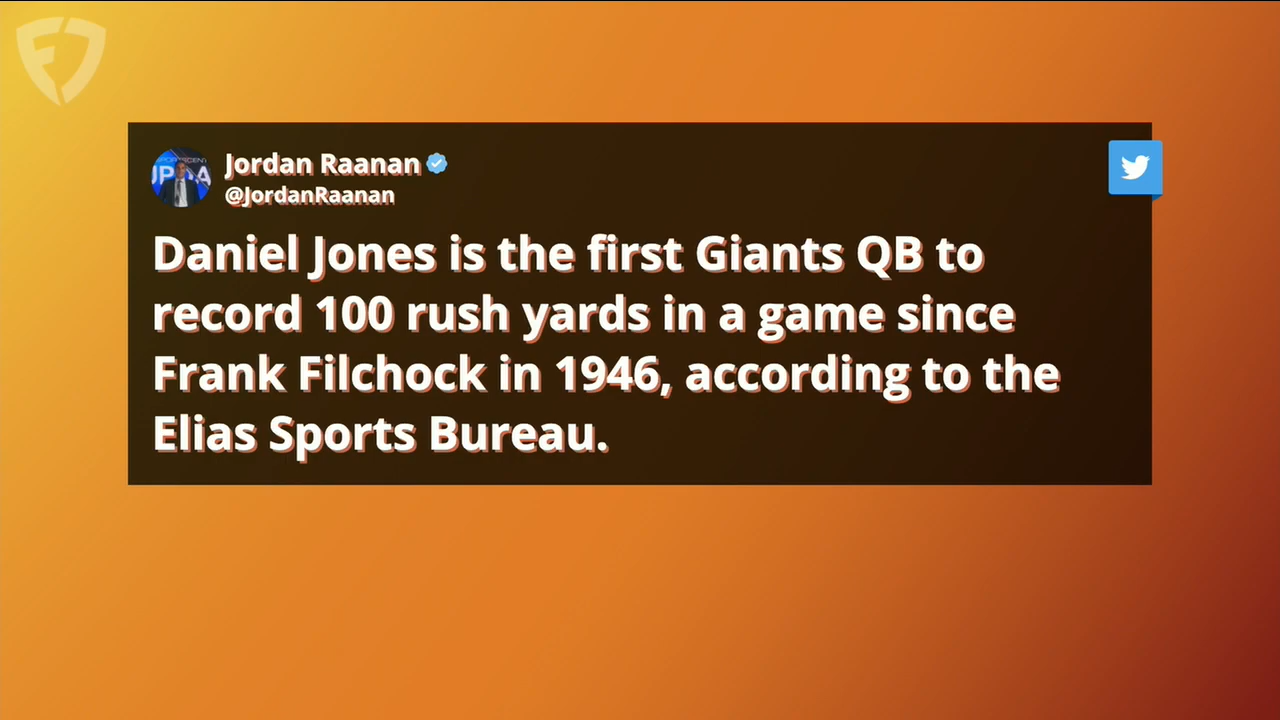 Jordan Raanan
@JordanRaanan
Daniel Jones is the first Giants QB to
record 100 rush yards in a game since
Frank Filchock in 1946, according to the
Elias Sports Bureau.